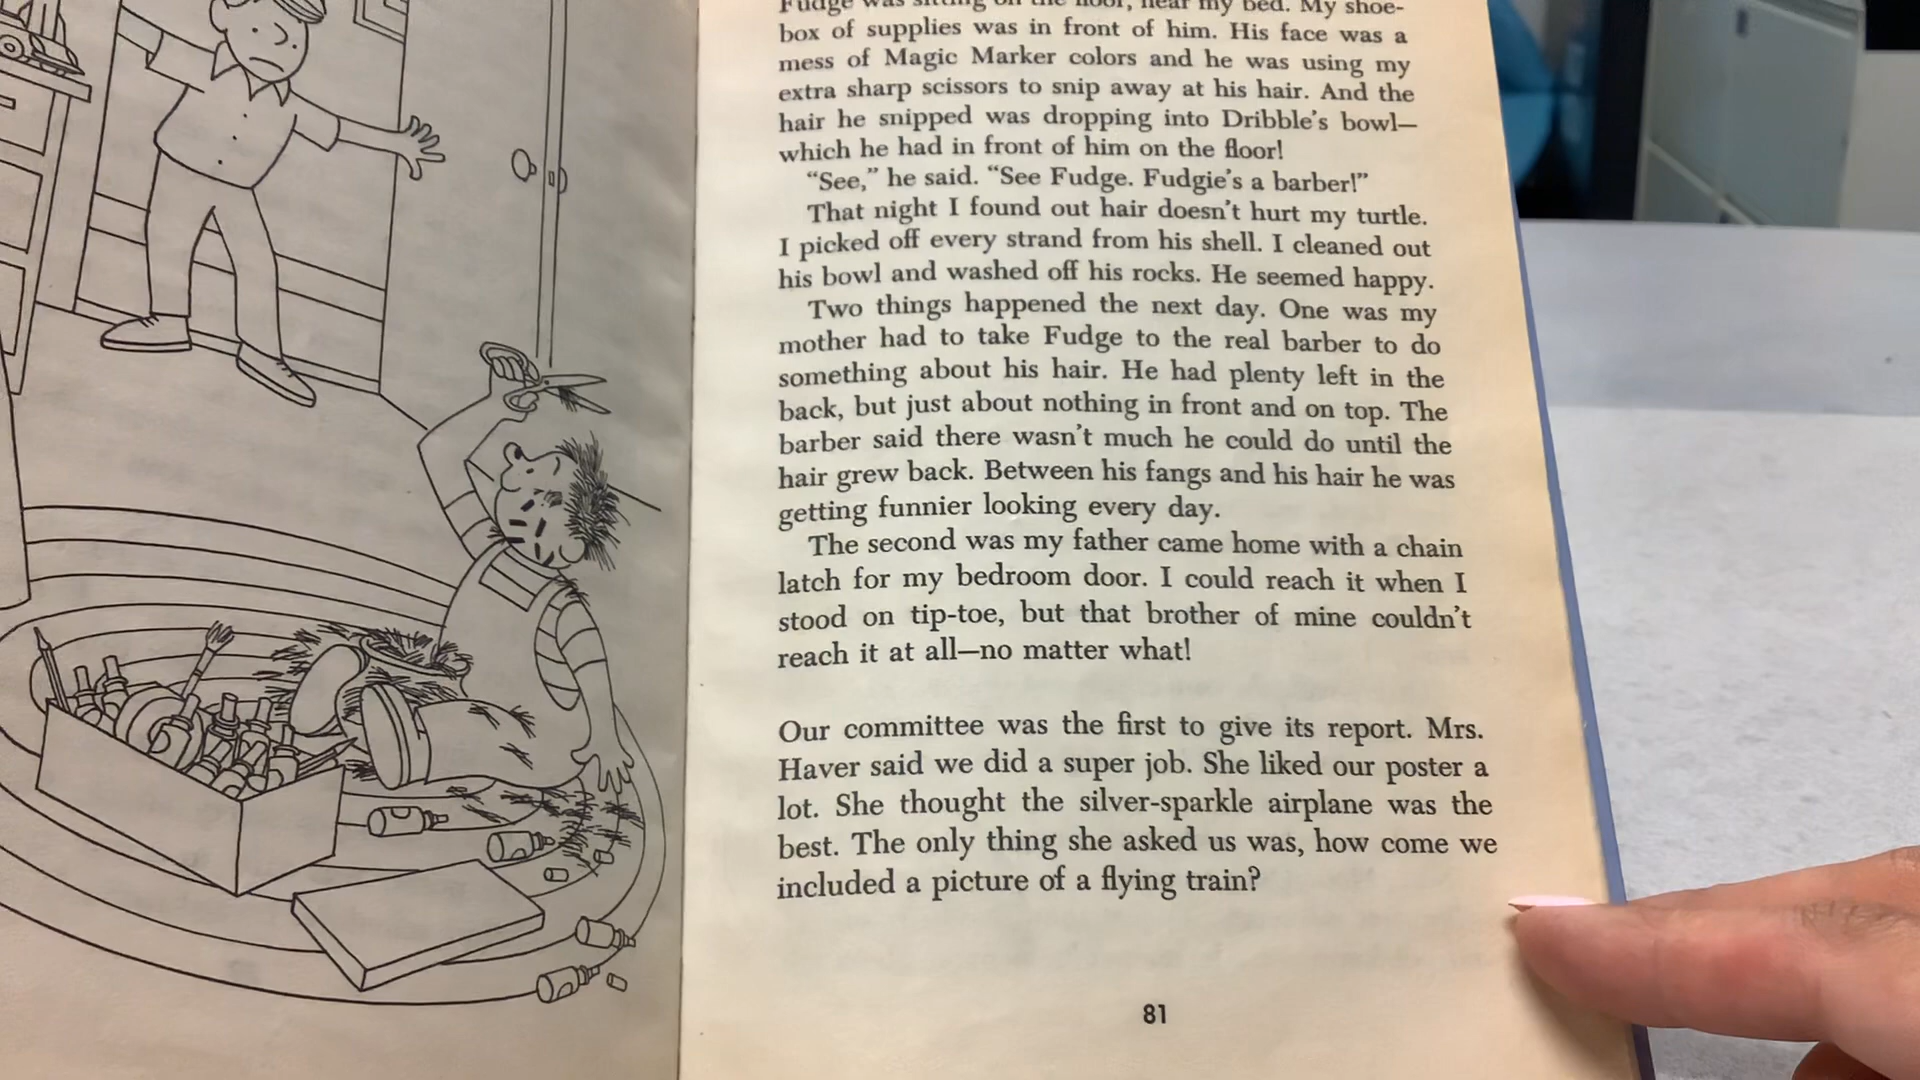 Fudge was sitting on the floor, near my bed. My shoe-
box of supplies was in front of him. His face was a
mess of Magic Marker colors and he was using my
extra sharp scissors to snip away at his hair. And the
hair he snipped was dropping into Dribble's bowl—
which he had in front of him on the floor!
"See," he said. "See Fudge. Fudgie's a barber!"
That night I found out hair doesn't hurt my turtle.
I picked off every strand from his shell. I cleaned out
his bowl and washed off his rocks. He seemed happy.
Two things happened the next day. One was my
mother had to take Fudge to the real barber to do
something about his hair. He had plenty left in the
back, but just about nothing in front and on top. The
barber said there wasn't much he could do until the
hair grew back. Between his fangs and his hair he was
getting funnier looking every day.
The second was my father came home with a chain
latch for my bedroom door. I could reach it when I
stood on tip-toe, but that brother of mine couldn't
reach it at all—no matter what!
Our committee was the first to give its report. Mrs.
Haver said we did a super job. She liked our poster a
lot. She thought the silver-sparkle airplane was the
best. The only thing she asked us was, how come we
included a picture of a flying train?
81